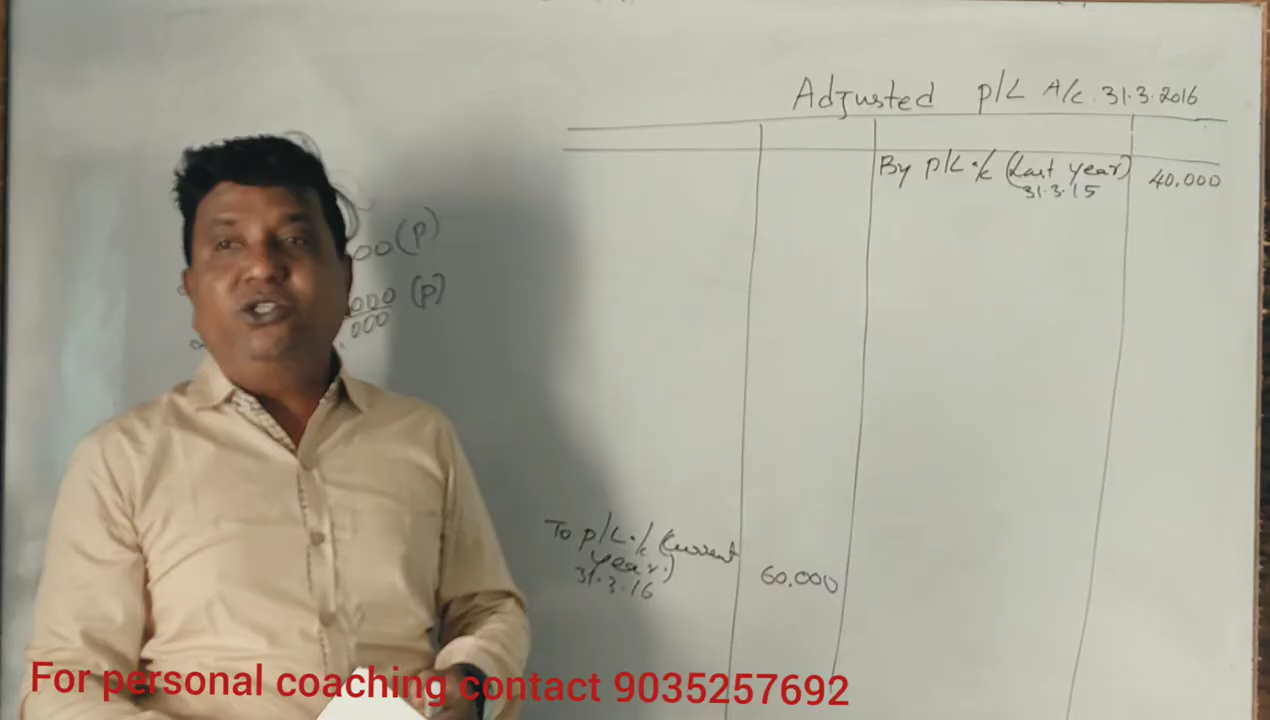 Adjusted P/L A/c. 31.3.2016
By P/L a/c (Last year) 40,000
31.3.15
00 (P)
000 (P)
000
To P/L a/c (Current
year.)
31.3.16 60,000
For personal coaching contact 9035257692